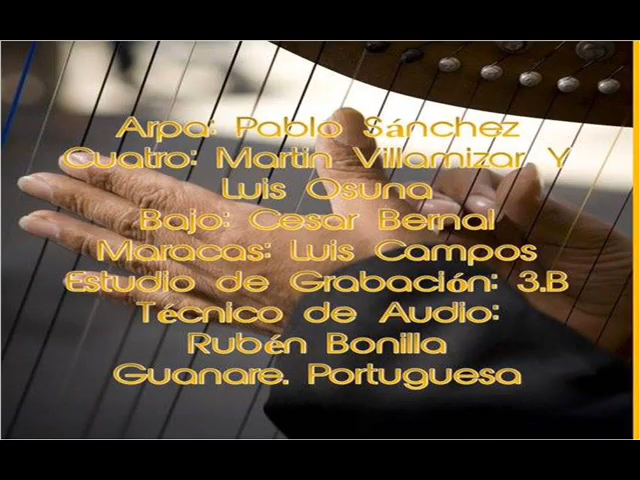 Arpa: Pablo Sánchez
Cuatro: Martin Villamizar Y
Luis Osuna
Bajo: Cesar Bernal
Maracas: Luis Campos
Estudio de Grabación: 3.B
Técnico de Audio:
Rubén Bonilla
Guanare. Portuguesa